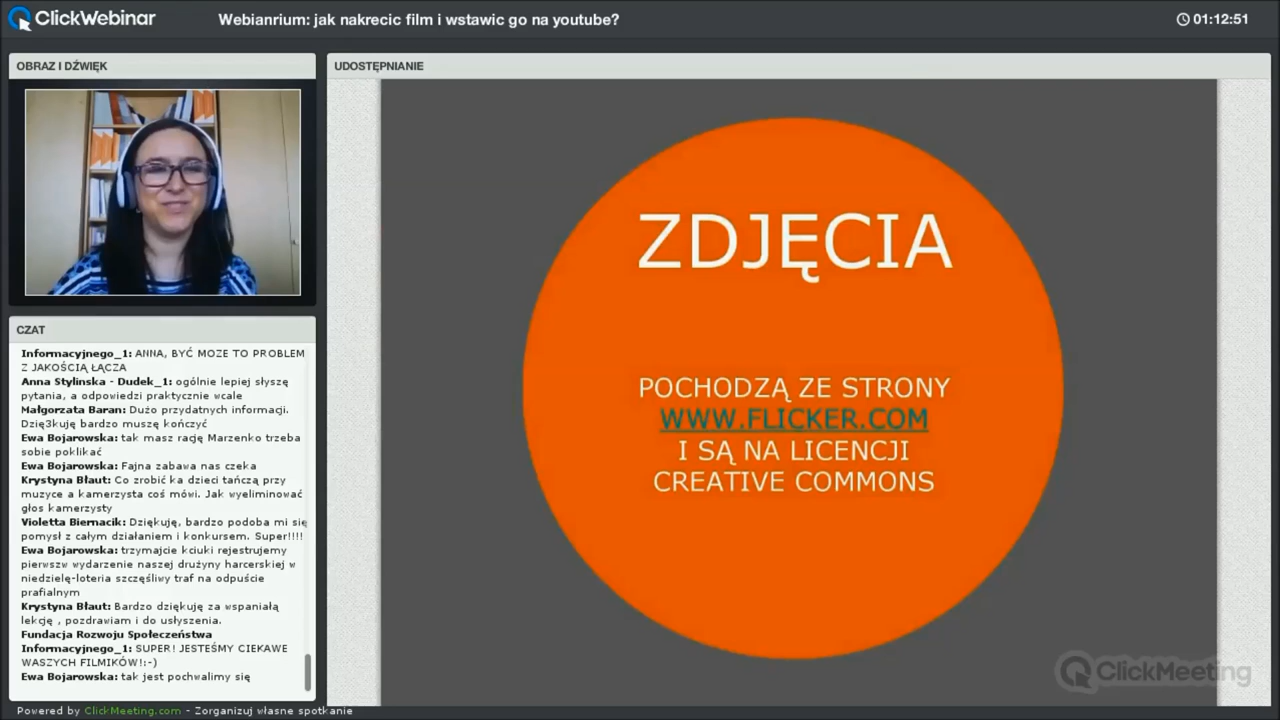 ClickWebinar
Webianrium: jak nakrecic film i wstawic go na youtube?
01:12:51
OBRAZ I DŹWIĘK
UDOSTĘPNIANIE
ZDJĘCIA
POCHODZĄ ZE STRONY
WWW.FLICKER.COM
I SĄ NA LICENCJI
CREATIVE COMMONS
CZAT
Informacyjnego_1: ANNA, BYĆ MOZE TO PROBLEM
Z JAKOŚCIĄ ŁĄCZA
Anna Stylinska - Dudek_1: ogólnie lepiej słyszę
pytania, a odpowiedzi praktycznie wcale
Małgorzata Baran: Dużo przydatnych informacji.
Dzię3kuję bardzo muszę kończyć
Ewa Bojarowska: tak masz rację Marzenko trzeba
sobie poklikać
Ewa Bojarowska: Fajna zabawa nas czeka
Krystyna Błaut: Co zrobić ka dzieci tańczą przy
muzyce a kamerzysta coś mówi. Jak wyeliminować
głos kamerzysty
Violetta Biernacik: Dziękuję, bardzo podoba mi się
pomysł z całym działaniem i konkursem. Super!!!!
Ewa Bojarowska: trzymajcie kciuki rejestrujemy
pierwszw wydarzenie naszej drużyny harcerskiej w
niedzielę-loteria szczęśliwy traf na odpuście
prafialnym
Krystyna Błaut: Bardzo dziękuję za wspaniałą
lekcję , pozdrawiam i do usłyszenia.
Fundacja Rozwoju Społeczeństwa
Informacyjnego_1: SUPER! JESTEŚMY CIEKAWE
WASZYCH FILMIKÓW!:-)
Ewa Bojarowska: tak jest pochwalimy się
ClickMeeting
Powered by ClickMeeting.com - Zorganizuj własne spotkanie